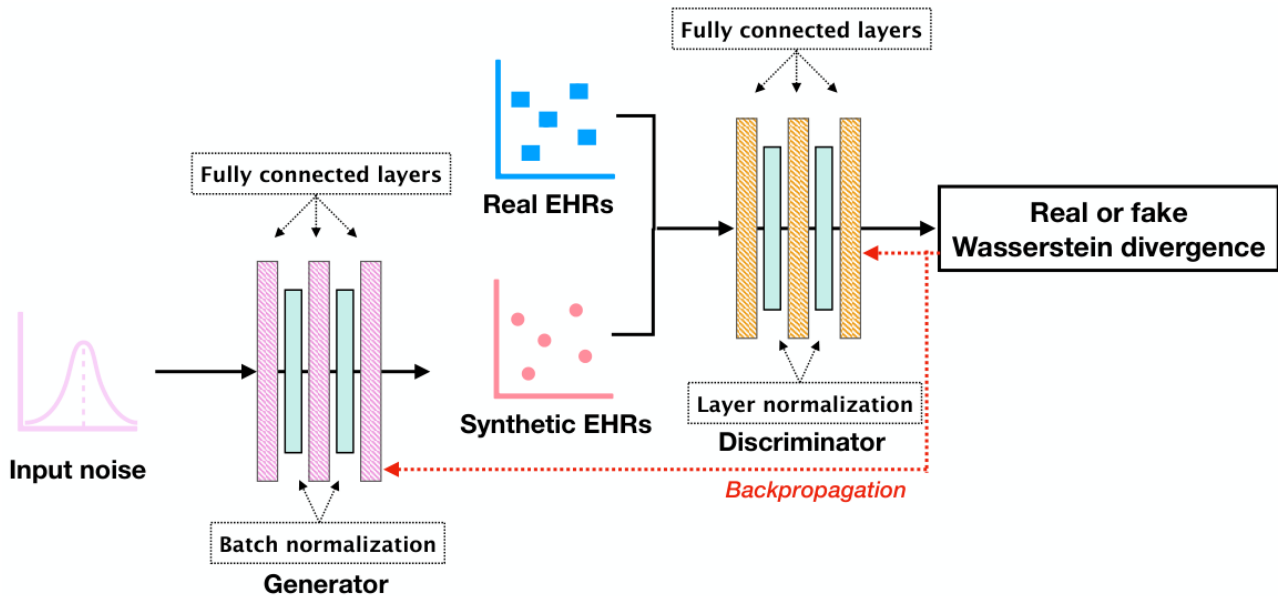 Fully connected layers
Real EHRs
Fully connected layers
Real or fake
Wasserstein divergence
Synthetic EHRs
Layer normalization
Discriminator
Input noise
Backpropagation
Batch normalization
Generator